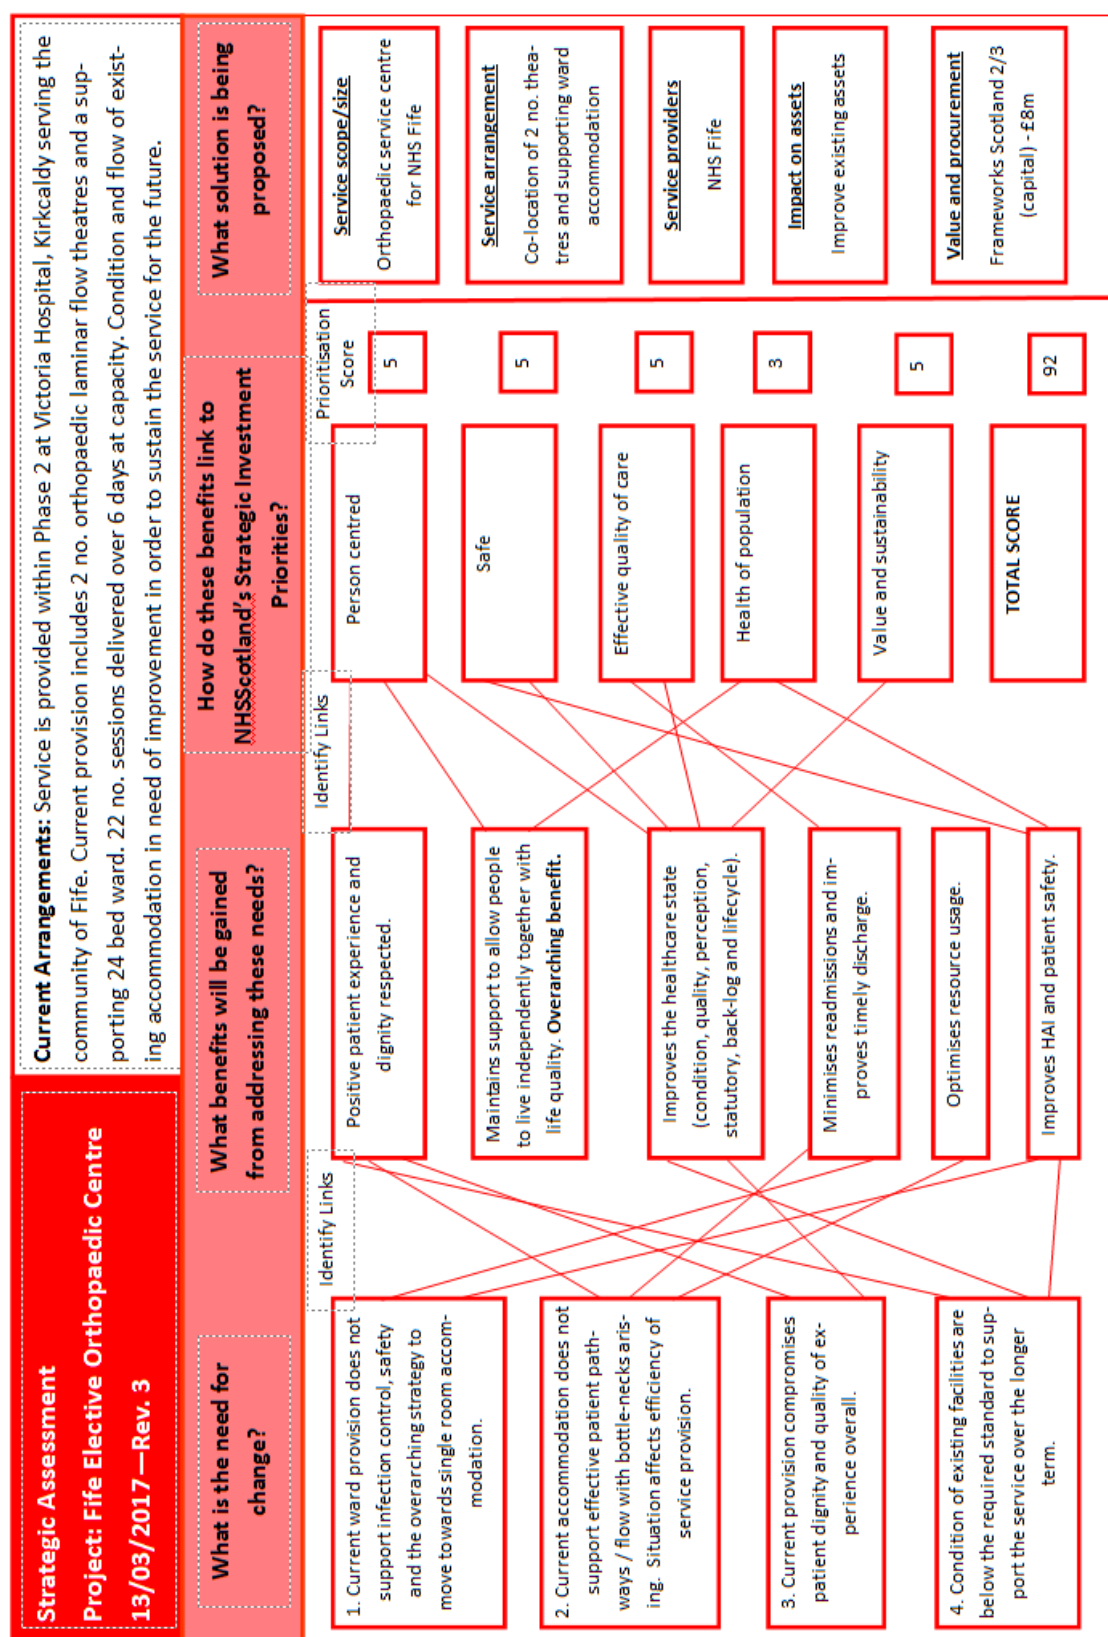 Strategic Assessment
Project: Fife Elective Orthopaedic Centre
13/03/2017—Rev. 3
Current Arrangements: Service is provided within Phase 2 at Victoria Hospital, Kirkcaldy serving the
community of Fife. Current provision includes 2 no. orthopaedic laminar flow theatres and a sup-
porting 24 bed ward. 22 no. sessions delivered over 6 days at capacity. Condition and flow of exist-
ing accommodation in need of improvement in order to sustain the service for the future.
What is the need for
change?
What benefits will be gained
from addressing these needs?
How do these benefits link to
NHSScotland's Strategic Investment
Priorities?
What solution is being
proposed?
Identify Links
Identify Links
Prioritisation
Score
1. Current ward provision does not
support infection control, safety
and the overarching strategy to
move towards single room accom-
modation.
2. Current accommodation does not
support effective patient path-
ways / flow with bottle-necks aris-
ing. Situation affects efficiency of
service provision.
3. Current provision compromises
patient dignity and quality of ex-
perience overall.
4. Condition of existing facilities are
below the required standard to sup-
port the service over the longer
term.
Positive patient experience and
dignity respected.
Maintains support to allow people
to live independently together with
life quality. Overarching benefit.
Improves the healthcare state
(condition, quality, perception,
statutory, back-log and lifecycle).
Minimises readmissions and im-
proves timely discharge.
Optimises resource usage.
Improves HAI and patient safety.
Person centred
5
Safe
5
Effective quality of care
5
Health of population
3
Value and sustainability
5
TOTAL SCORE
92
Service scope/size
Orthopaedic service centre
for NHS Fife
Service arrangement
Co-location of 2 no. thea-
tres and supporting ward
accommodation
Service providers
NHS Fife
Impact on assets
Improve existing assets
Value and procurement
Frameworks Scotland 2/3
(capital) - £8m